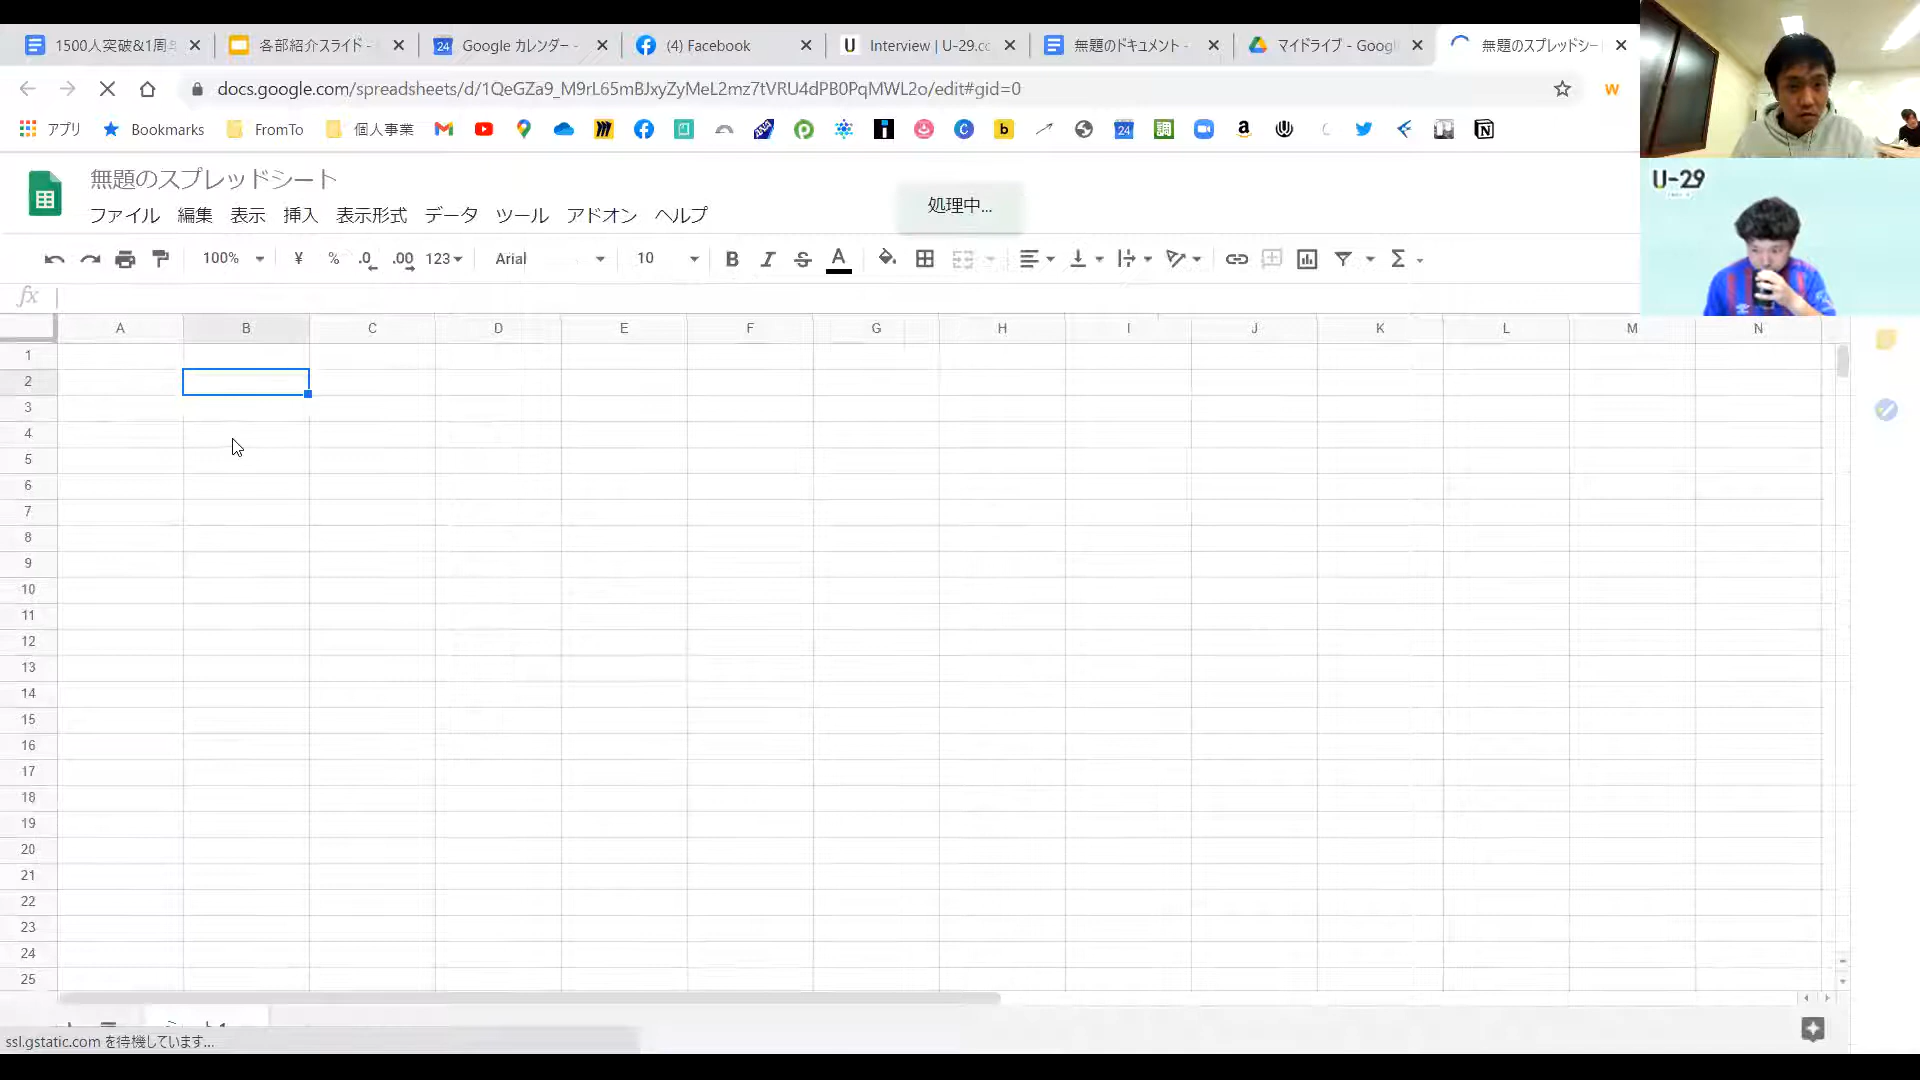 1500人突破&1周
各部紹介スライド -
Google カレンダー -
(4) Facebook
Interview | U-29.cc
無題のドキュメント -
マイドライブ - Googl
無題のスプレッドシー
docs.google.com/spreadsheets/d/1QeGZa9_M9rL65mBJxyZyMeL2mz7tVRU4dPB0PqMWL2o/edit#gid=0
アプリ
Bookmarks
FromTo
個人事業
U-29
無題のスプレッドシート
処理中...
ファイル 編集 表示 挿入 表示形式 データ ツール アドオン ヘルプ
100% ¥ % .0 .00 123 Arial 10 B I S A Σ
fx
A B C D E F G H I J K L M N
1
2
3
4
5
6
7
8
9
10
11
12
13
14
15
16
17
18
19
20
21
22
23
24
25
ssl.gstatic.com を待機しています...